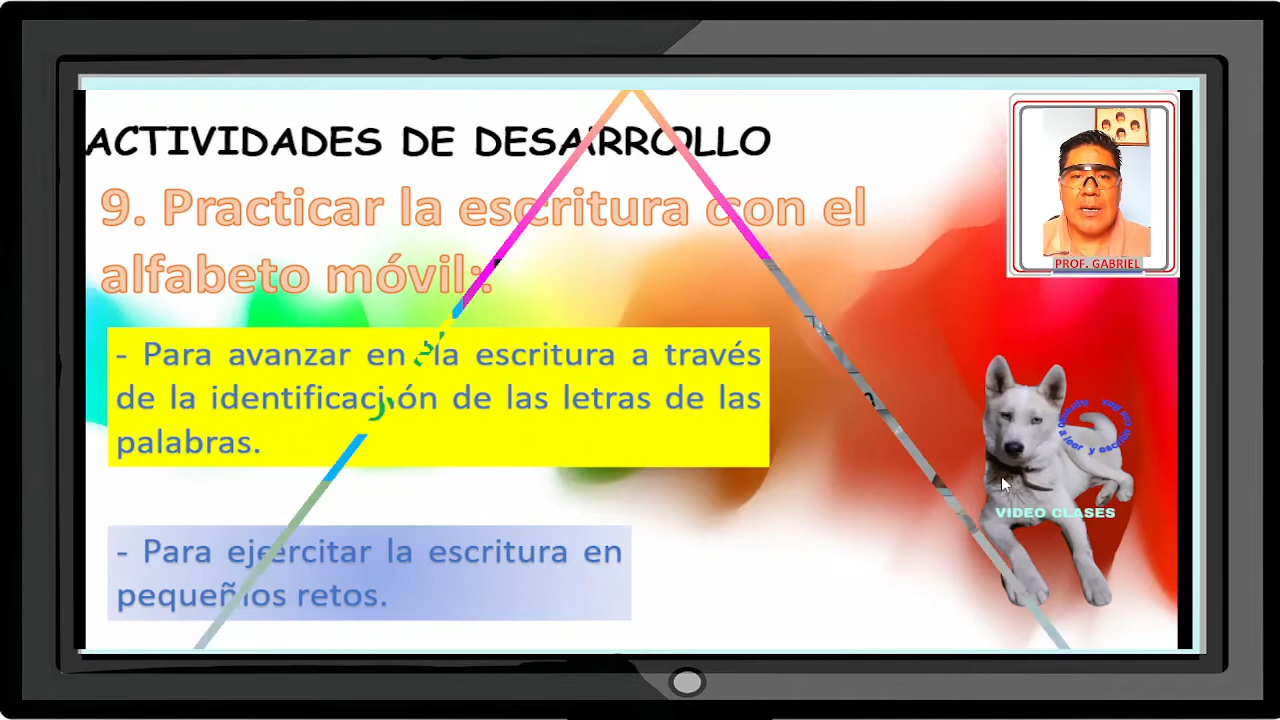 ACTIVIDADES DE DESARROLLO
9. Practicar la escritura con el
alfabeto móvil:
- Para avanzar en la escritura a través
de la identificación de las letras de las
palabras.
- Para ejercitar la escritura en
pequeños retos.
PROF. GABRIEL
VIDEO CLASES